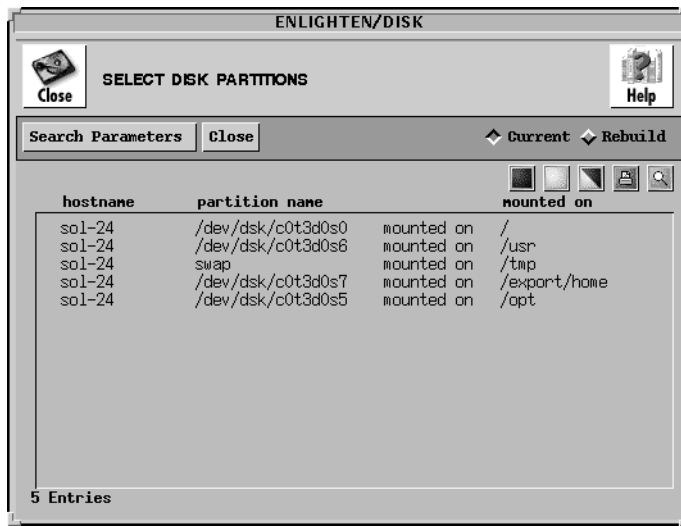 ENLIGHTEN/DISK
Close
SELECT DISK PARTITIONS
Help
Search Parameters Close Current Rebuild
hostname partition name mounted on
sol-24 /dev/dsk/c0t3d0s0 mounted on /
sol-24 /dev/dsk/c0t3d0s6 mounted on /usr
sol-24 swap mounted on /tmp
sol-24 /dev/dsk/c0t3d0s7 mounted on /export/home
sol-24 /dev/dsk/c0t3d0s5 mounted on /opt
5 Entries